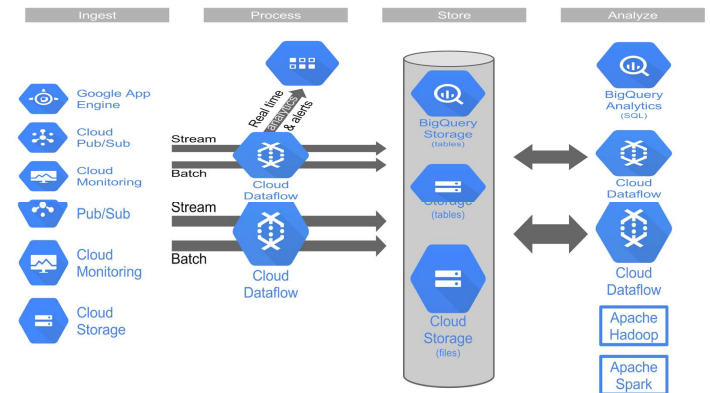 Ingest
Process
Store
Analyze
Google App
Engine
Cloud
Pub/Sub
Cloud
Monitoring
Pub/Sub
Cloud
Monitoring
Cloud
Storage
Real time
analytics
& alerts
Stream
Batch
Cloud
Dataflow
Stream
Batch
Cloud
Dataflow
BigQuery
Storage
(tables)
Storage
(tables)
Cloud
Storage
(files)
BigQuery
Analytics
(SQL)
Cloud
Dataflow
Cloud
Dataflow
Apache
Hadoop
Apache
Spark